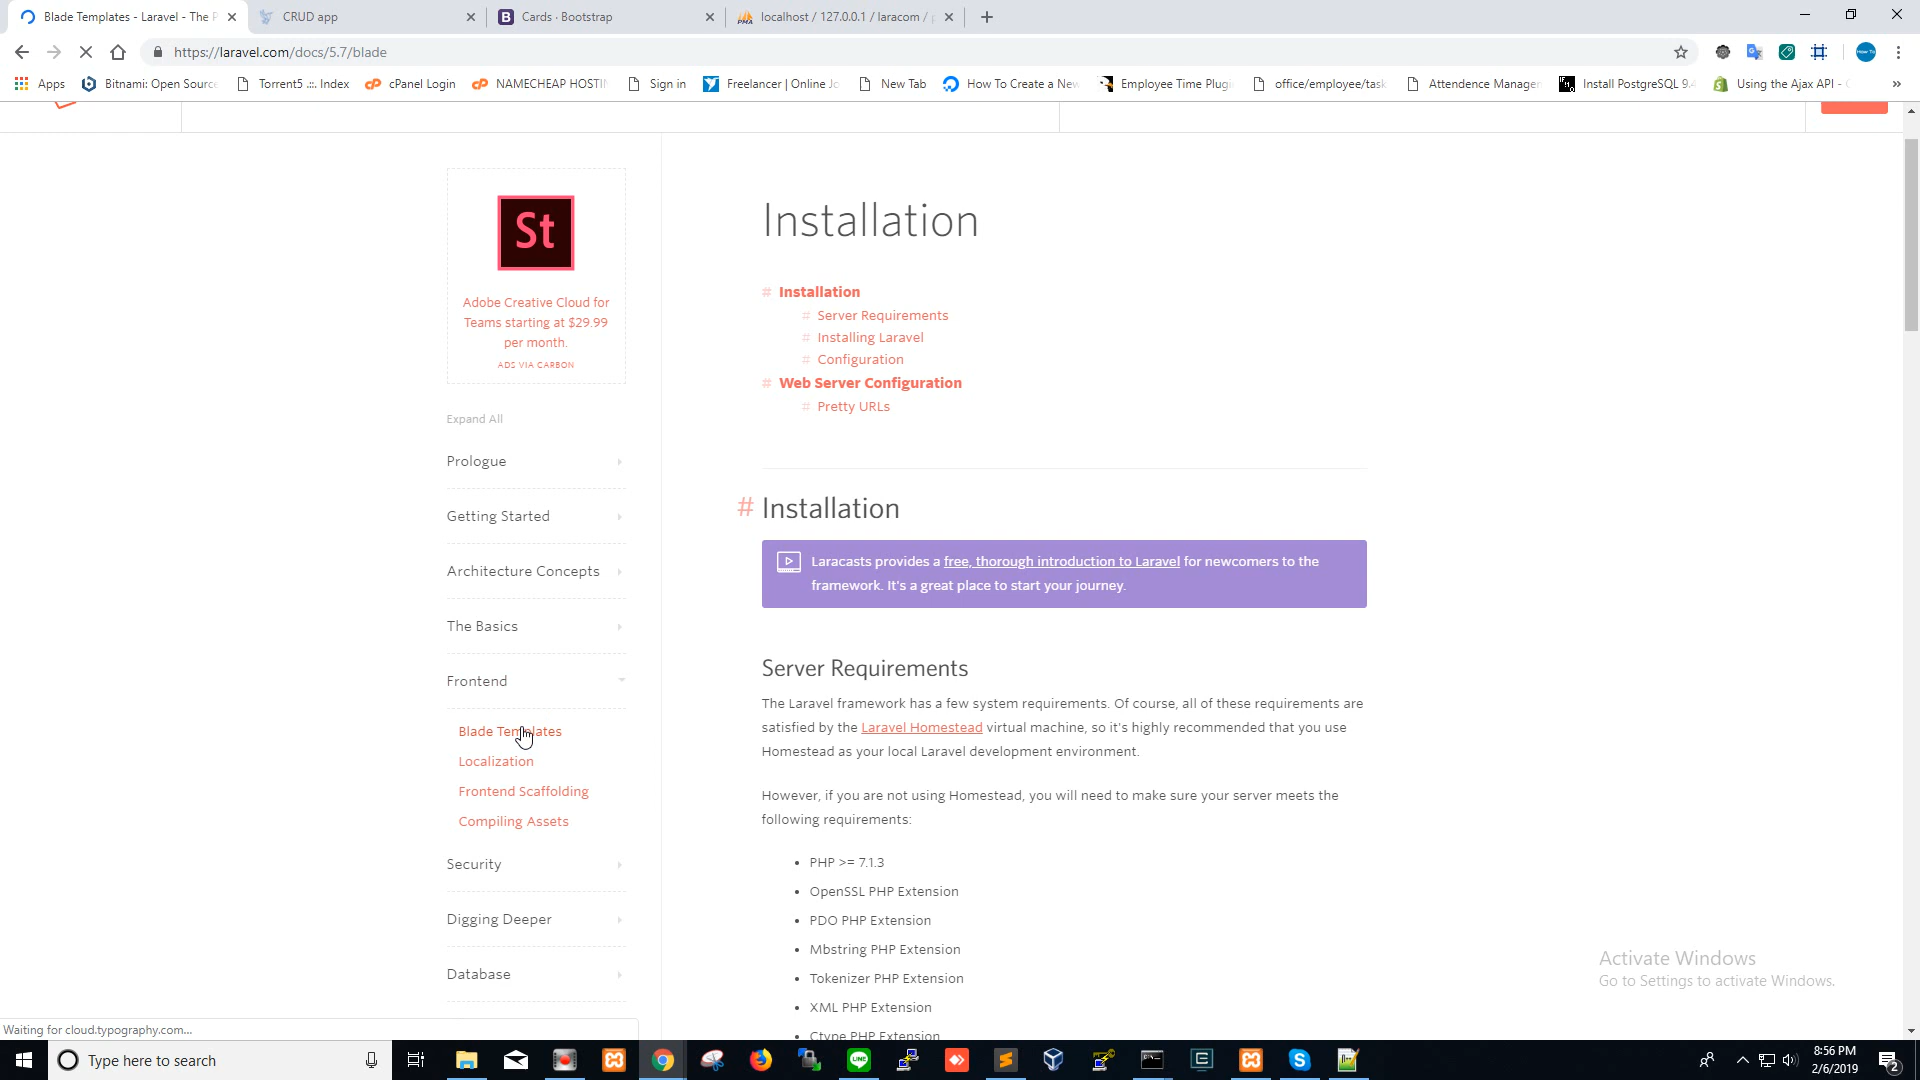 Blade Templates - Laravel - The P
CRUD app
Cards · Bootstrap
localhost / 127.0.0.1 / laracom /
https://laravel.com/docs/5.7/blade
Apps
Bitnami: Open Source
Torrent5 .:. Index
cPanel Login
NAMECHEAP HOSTIN
Sign in
Freelancer | Online Jo
New Tab
How To Create a New
Employee Time Plugi
office/employee/task
Attendence Manager
Install PostgreSQL 9.4
Using the Ajax API -
»
St
Adobe Creative Cloud for
Teams starting at $29.99
per month.
ADS VIA CARBON
Expand All
Prologue
Getting Started
Architecture Concepts
The Basics
Frontend
Blade Templates
Localization
Frontend Scaffolding
Compiling Assets
Security
Digging Deeper
Database
Installation
# Installation
# Server Requirements
# Installing Laravel
# Configuration
# Web Server Configuration
# Pretty URLs
# Installation
Laracasts provides a free, thorough introduction to Laravel for newcomers to the
framework. It's a great place to start your journey.
Server Requirements
The Laravel framework has a few system requirements. Of course, all of these requirements are
satisfied by the Laravel Homestead virtual machine, so it's highly recommended that you use
Homestead as your local Laravel development environment.
However, if you are not using Homestead, you will need to make sure your server meets the
following requirements:
• PHP >= 7.1.3
• OpenSSL PHP Extension
• PDO PHP Extension
• Mbstring PHP Extension
• Tokenizer PHP Extension
• XML PHP Extension
• Ctype PHP Extension
Activate Windows
Go to Settings to activate Windows.
Waiting for cloud.typography.com...
Type here to search
8:56 PM
2/6/2019
2